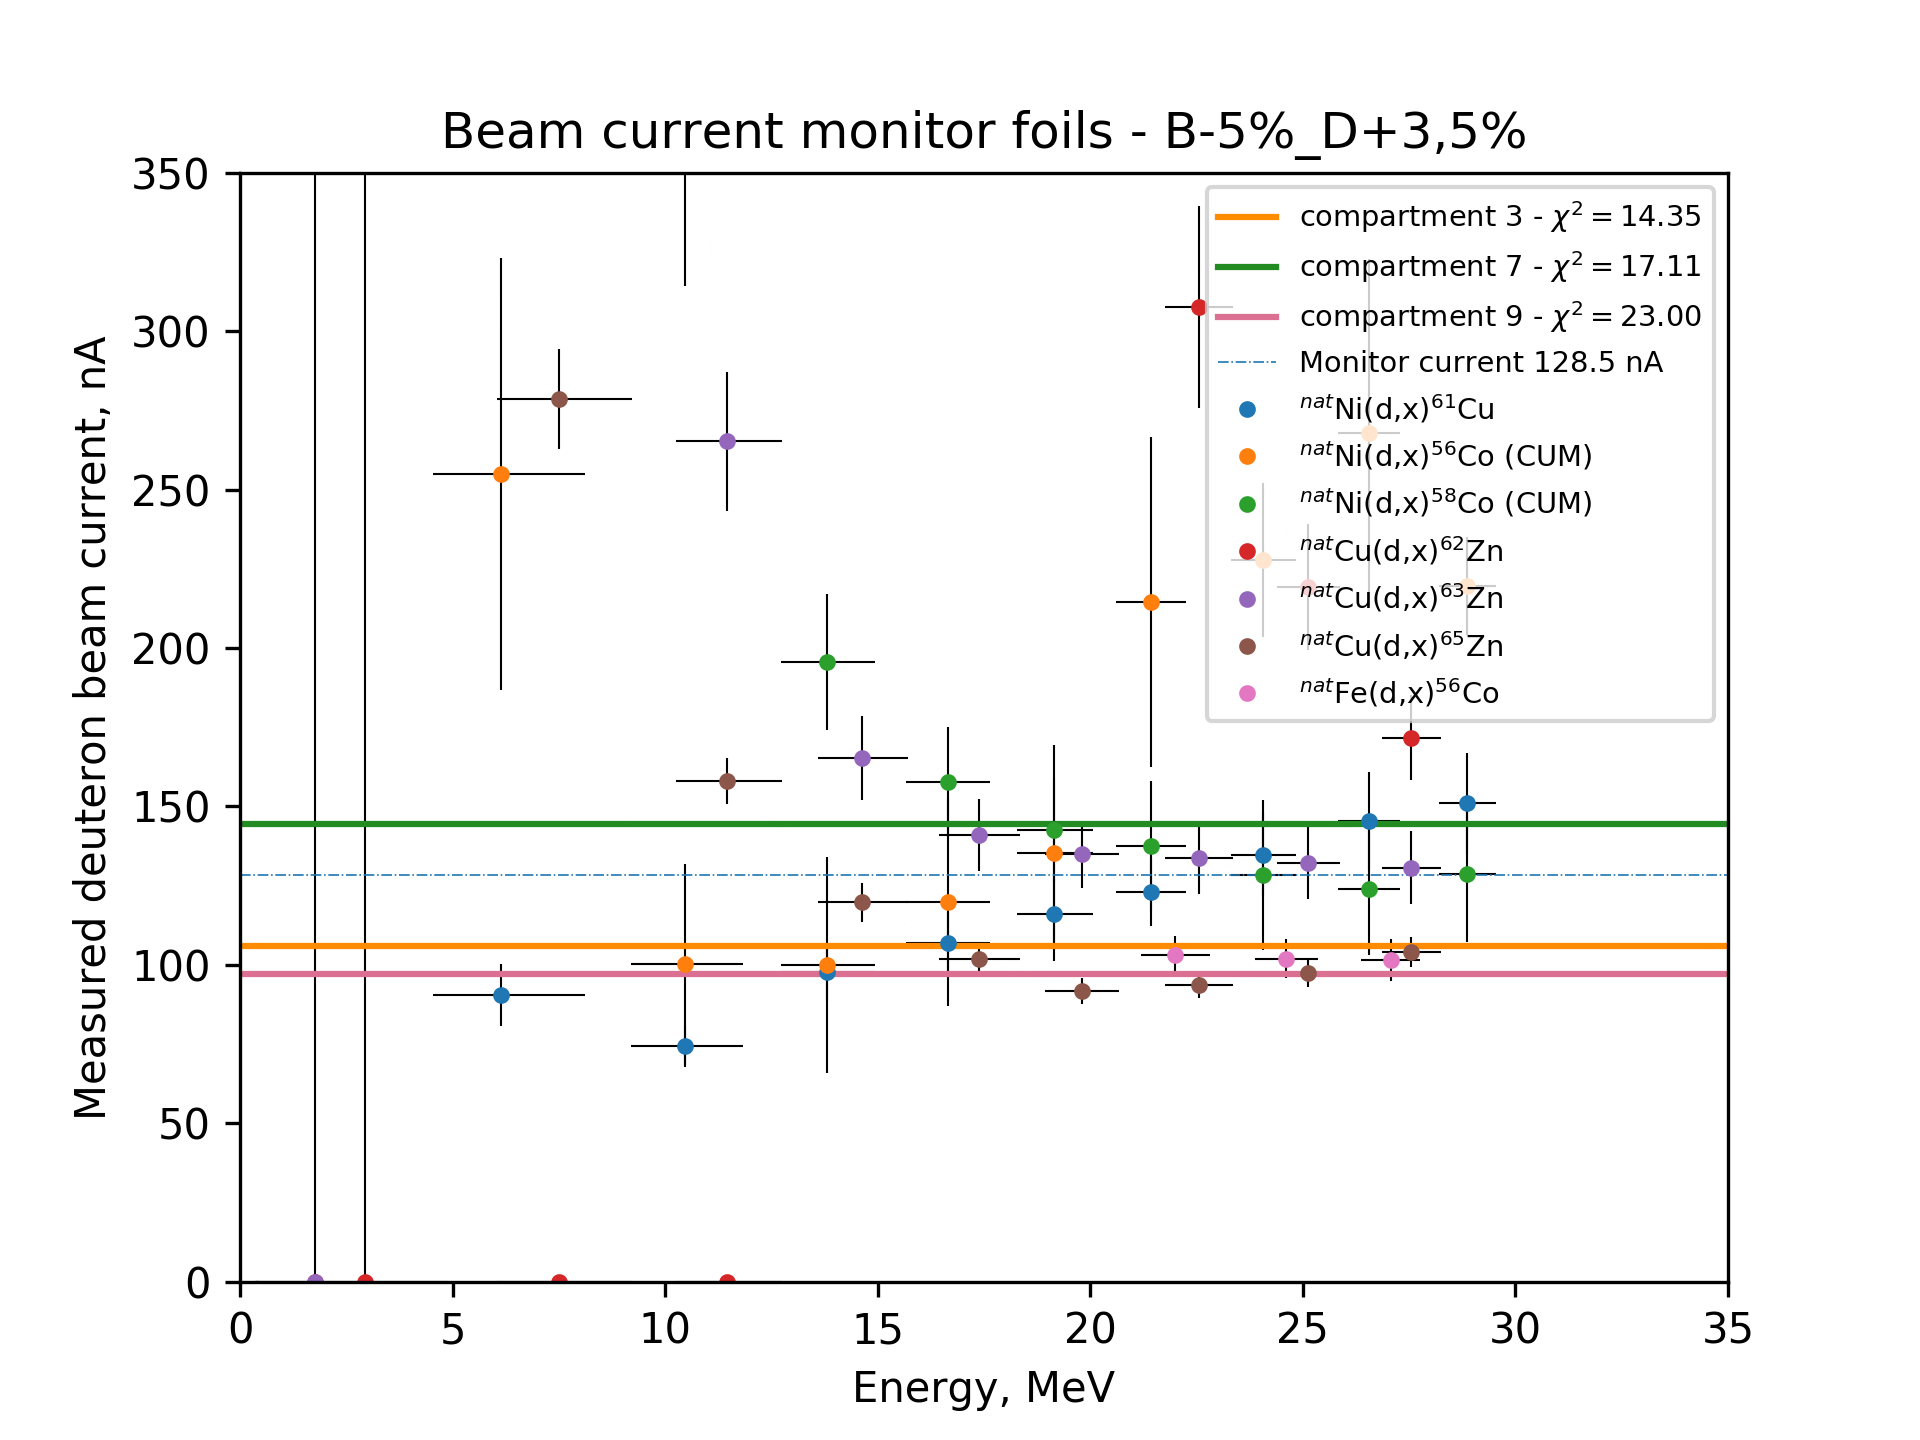 Beam current monitor foils - B-5%_D+3,5%
Measured deuteron beam current, nA
350
300
250
200
150
100
50
0
compartment 3 - χ² = 14.35
compartment 7 - χ² = 17.11
compartment 9 - χ² = 23.00
Monitor current 128.5 nA
ⁿᵃᵗNi(d,x)⁶¹Cu
ⁿᵃᵗNi(d,x)⁵⁶Co (CUM)
ⁿᵃᵗNi(d,x)⁵⁸Co (CUM)
ⁿᵃᵗCu(d,x)⁶²Zn
ⁿᵃᵗCu(d,x)⁶³Zn
ⁿᵃᵗCu(d,x)⁶⁵Zn
ⁿᵃᵗFe(d,x)⁵⁶Co
0 5 10 15 20 25 30 35
Energy, MeV